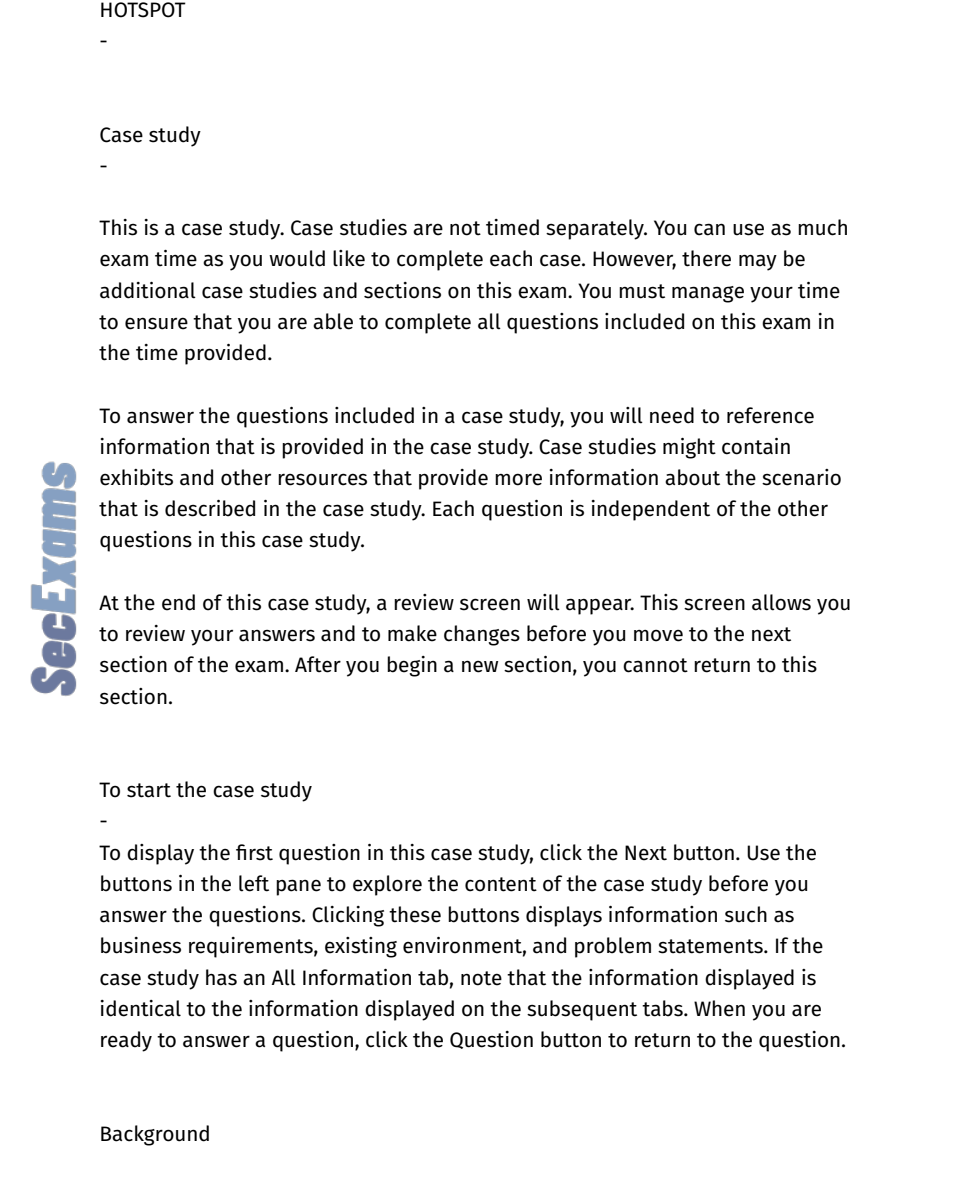 HOTSPOT
-
Case study
-
This is a case study. Case studies are not timed separately. You can use as much
exam time as you would like to complete each case. However, there may be
additional case studies and sections on this exam. You must manage your time
to ensure that you are able to complete all questions included on this exam in
the time provided.
To answer the questions included in a case study, you will need to reference
information that is provided in the case study. Case studies might contain
exhibits and other resources that provide more information about the scenario
that is described in the case study. Each question is independent of the other
questions in this case study.
At the end of this case study, a review screen will appear. This screen allows you
to review your answers and to make changes before you move to the next
section of the exam. After you begin a new section, you cannot return to this
section.
To start the case study
-
To display the first question in this case study, click the Next button. Use the
buttons in the left pane to explore the content of the case study before you
answer the questions. Clicking these buttons displays information such as
business requirements, existing environment, and problem statements. If the
case study has an All Information tab, note that the information displayed is
identical to the information displayed on the subsequent tabs. When you are
ready to answer a question, click the Question button to return to the question.
Background
SecExams